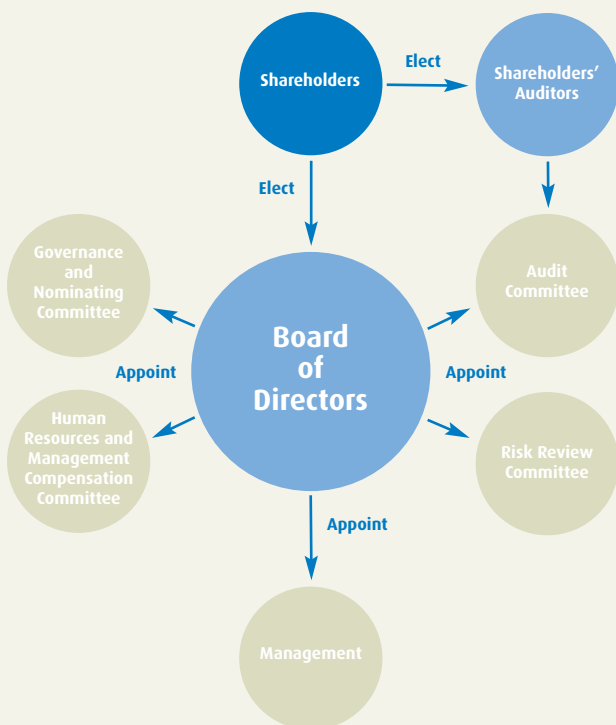 Shareholders
Elect
Shareholders'
Auditors
Elect
Governance
and
Nominating
Committee
Audit
Committee
Board
of
Directors
Appoint
Appoint
Human
Resources and
Management
Compensation
Committee
Risk Review
Committee
Appoint
Management